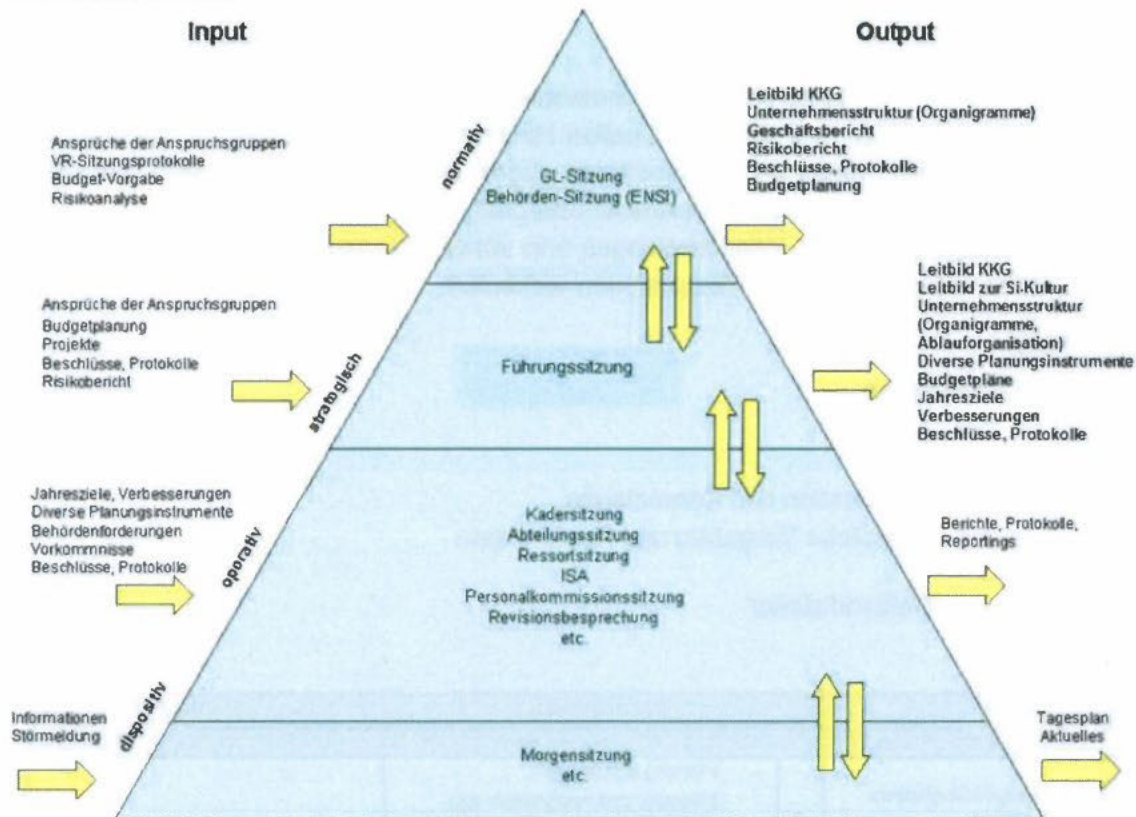 Input
Output
Ansprüche der Anspruchsgruppen
VR-Sitzungsprotokolle
Budget-Vorgabe
Risikoanalyse
normativ
GL-Sitzung
Behörden-Sitzung (ENSI)
Leitbild KKG
Unternehmensstruktur (Organigramme)
Geschäftsbericht
Risikobericht
Beschlüsse, Protokolle
Budgetplanung
Ansprüche der Anspruchsgruppen
Budgetplanung
Projekte
Beschlüsse, Protokolle
Risikobericht
strategisch
Führungssitzung
Leitbild KKG
Leitbild zur Si-Kultur
Unternehmensstruktur
(Organigramme,
Ablauforganisation)
Diverse Planungsinstrumente
Budgetpläne
Jahresziele
Verbesserungen
Beschlüsse, Protokolle
Jahresziele, Verbesserungen
Diverse Planungsinstrumente
Behördenforderungen
Vorkommnisse
Beschlüsse, Protokolle
operativ
Kadersitzung
Abteilungssitzung
Ressortsitzung
ISA
Personalkommissionssitzung
Revisionsbesprechung
etc.
Berichte, Protokolle,
Reportings
Informationen
Störmeldung
dispositiv
Morgensitzung
etc.
Tagesplan
Aktuelles